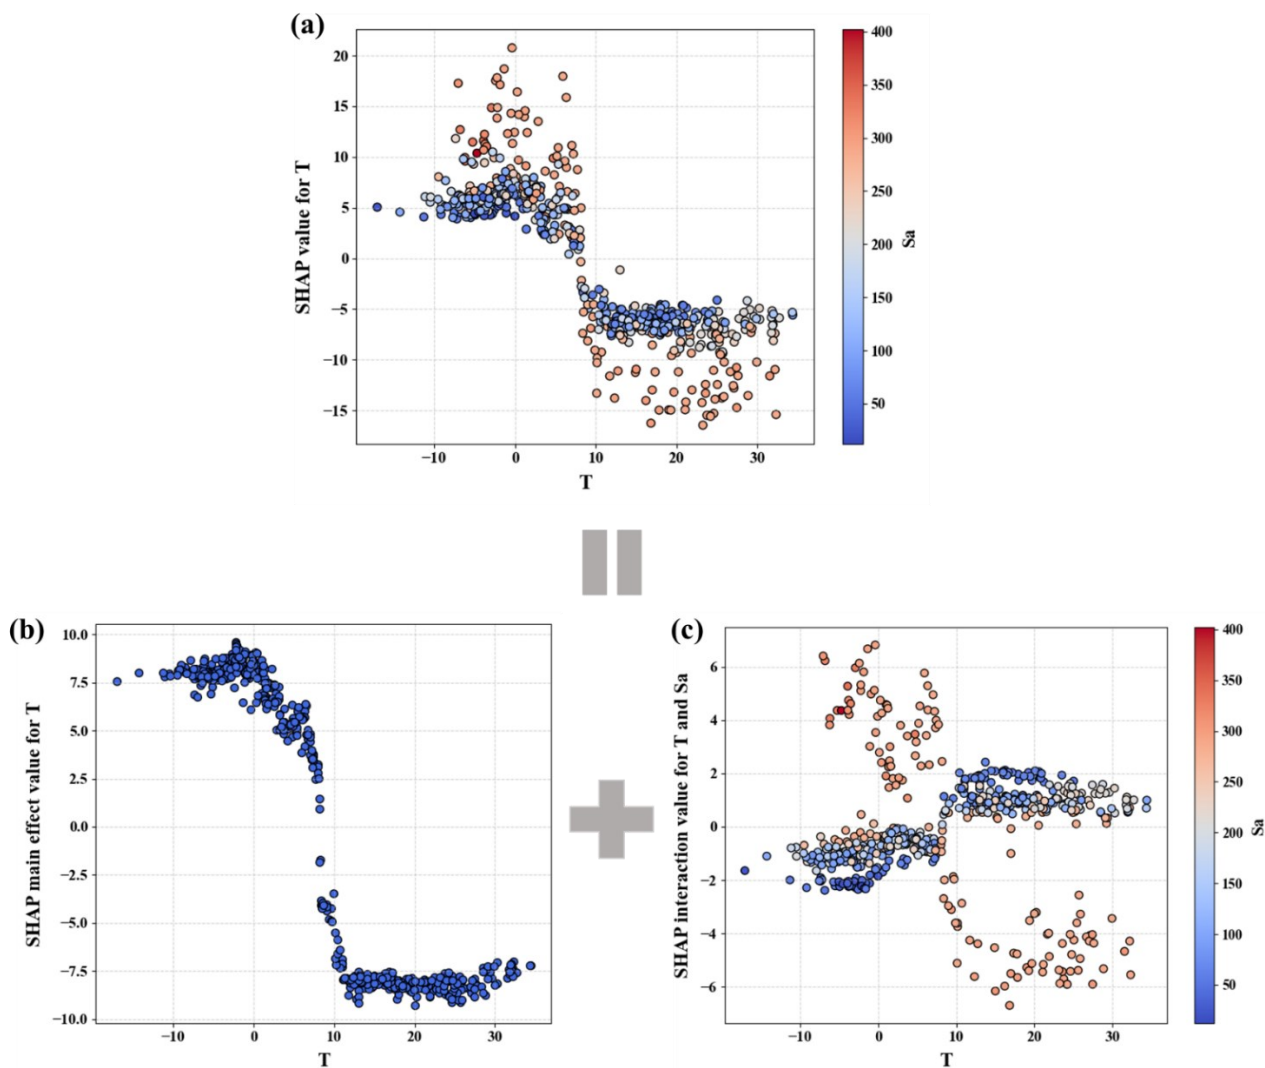 (a)
SHAP value for T
20
15
10
5
0
−5
−10
−15
−10 0 10 20 30
T
400
350
300
250
200
150
100
50
Sa
(b)
SHAP main effect value for T
10.0
7.5
5.0
2.5
0.0
−2.5
−5.0
−7.5
−10.0
−10 0 10 20 30
T
(c)
SHAP interaction value for T and Sa
6
4
2
0
−2
−4
−6
−10 0 10 20 30
T
400
350
300
250
200
150
100
50
Sa